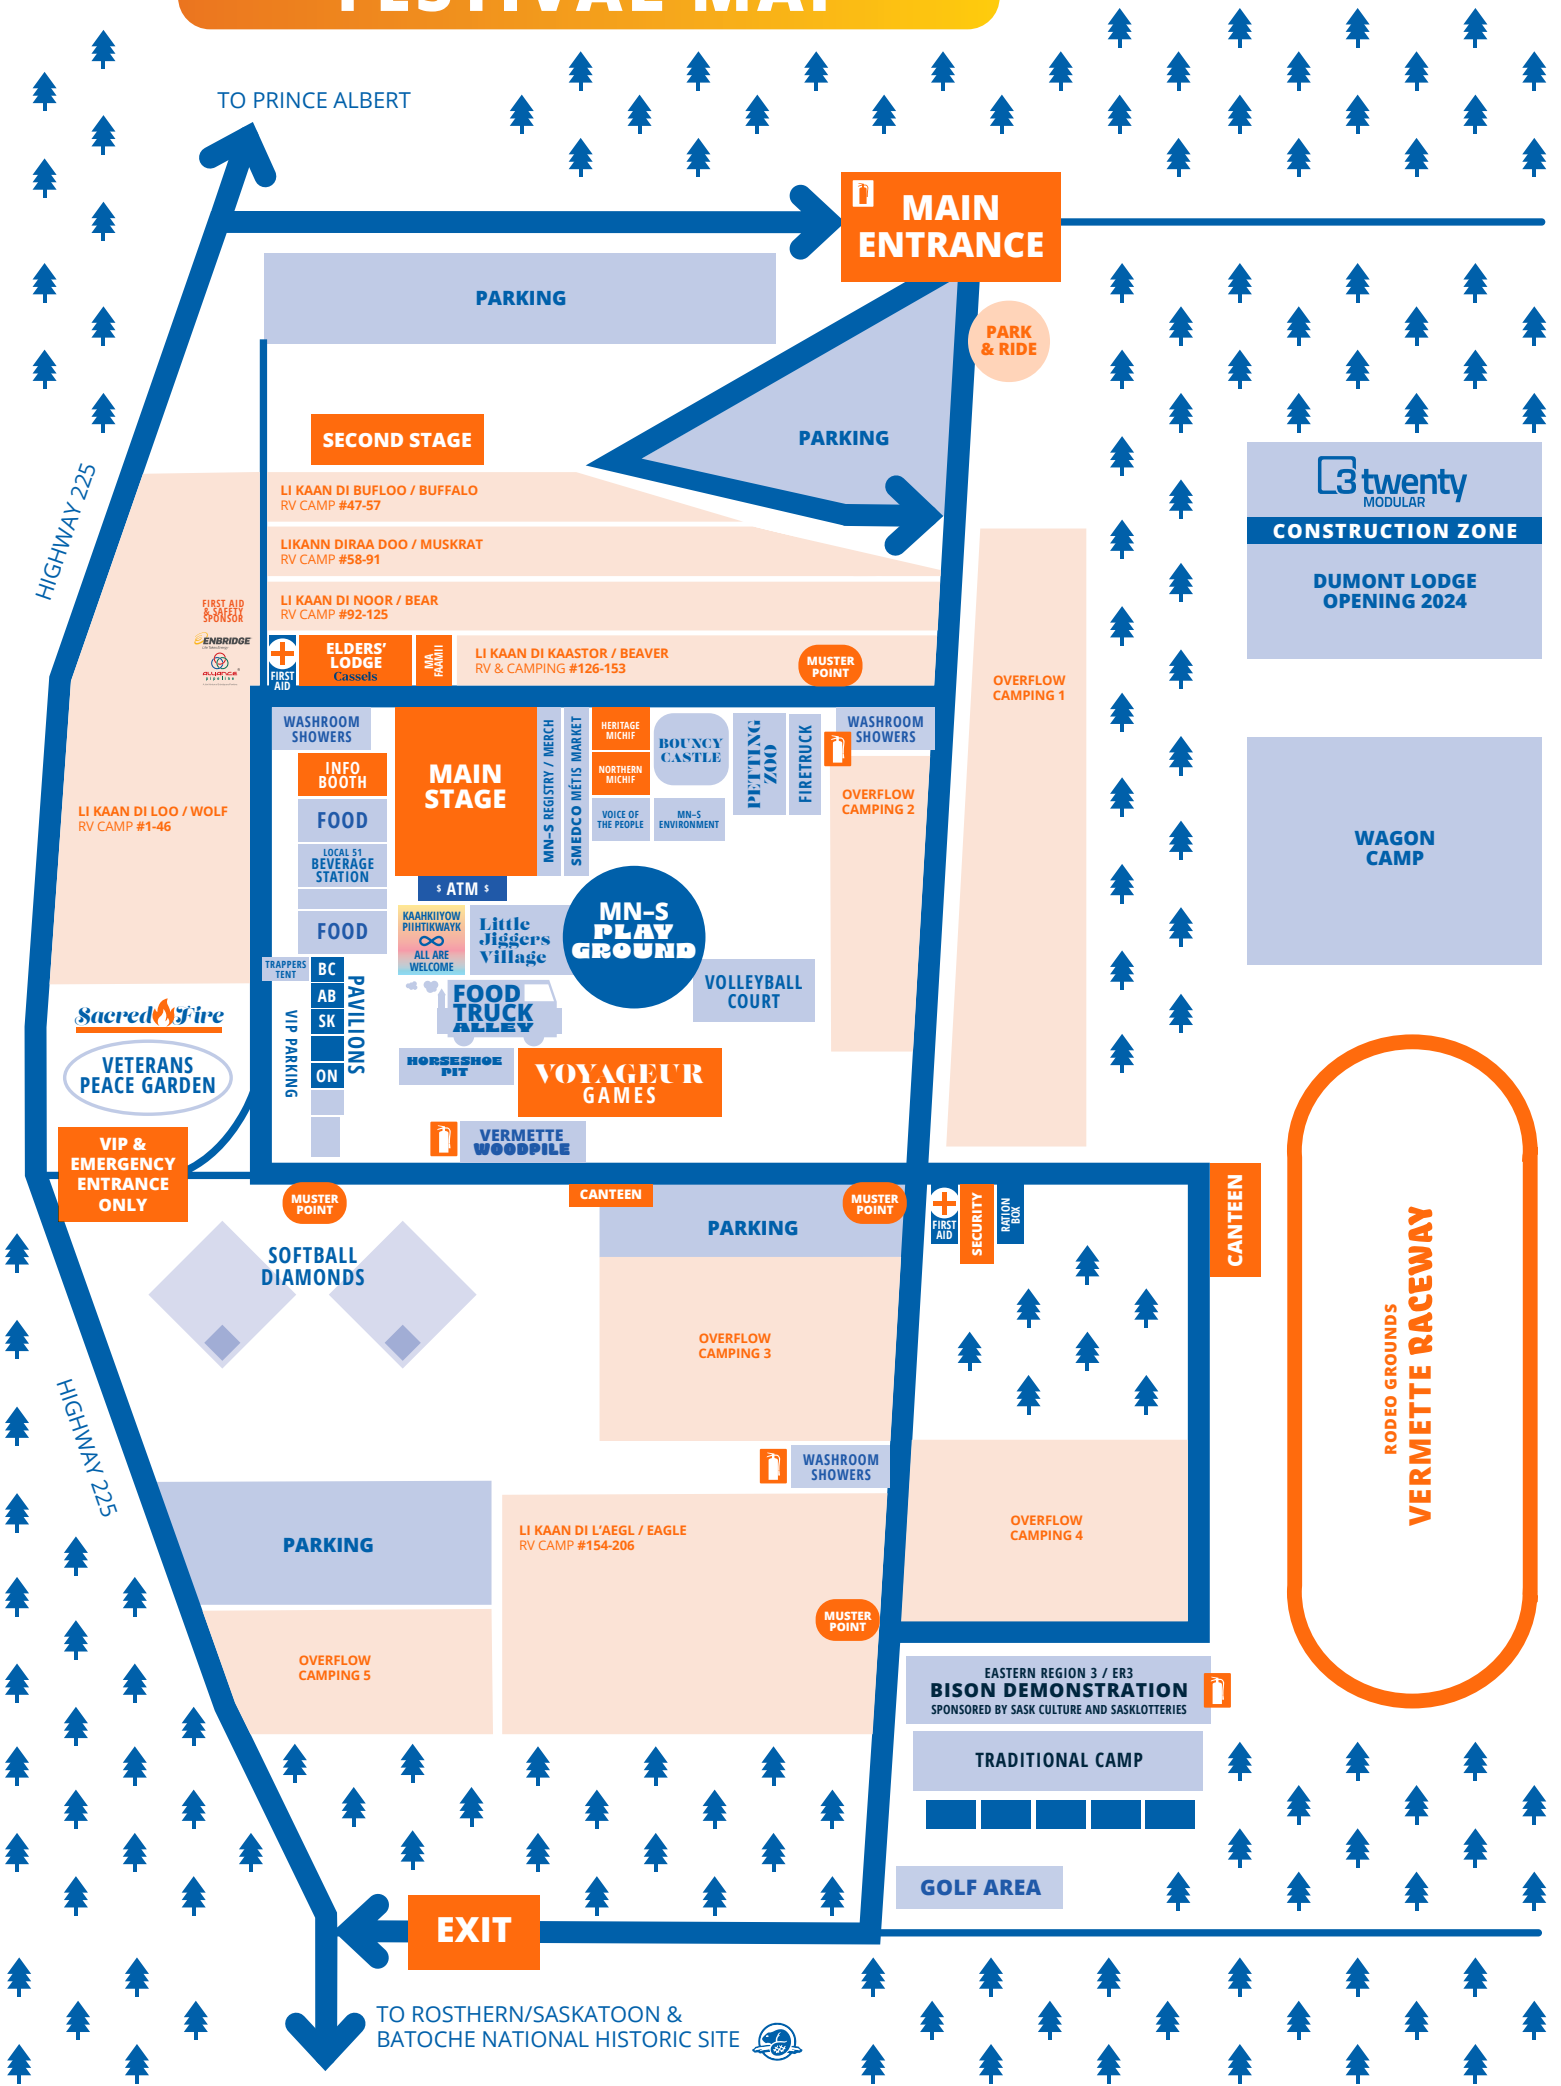 FESTIVAL MAP
TO PRINCE ALBERT
MAIN
ENTRANCE
PARKING
PARK
& RIDE
SECOND STAGE
PARKING
HIGHWAY 225
LI KAAN DI BUFLOO / BUFFALO
RV CAMP #47-57
LIKANN DIRAA DOO / MUSKRAT
RV CAMP #58-91
LI KAAN DI NOOR / BEAR
RV CAMP #92-125
3twenty
MODULAR
CONSTRUCTION ZONE
DUMONT LODGE
OPENING 2024
FIRST AID
& SAFETY
SPONSOR
ENBRIDGE
ALLIANCE
pipeline
FIRST
AID
ELDERS'
LODGE
Cassels
MA
FAAMII
LI KAAN DI KAASTOR / BEAVER
RV & CAMPING #126-153
MUSTER
POINT
OVERFLOW
CAMPING 1
WASHROOM
SHOWERS
INFO
BOOTH
MAIN
STAGE
MN–S REGISTRY / MERCH
SMEDCO MÉTIS MARKET
HERITAGE
MICHIF
NORTHERN
MICHIF
BOUNCY
CASTLE
PETTING
ZOO
FIRETRUCK
WASHROOM
SHOWERS
VOICE OF
THE PEOPLE
MN–S
ENVIRONMENT
OVERFLOW
CAMPING 2
LI KAAN DI LOO / WOLF
RV CAMP #1-46
FOOD
LOCAL 51
BEVERAGE
STATION
FOOD
$ ATM $
WAGON
CAMP
KAAHKIIYOW
PIIHTIKWAYK
ALL ARE
WELCOME
Little
Jiggers
Village
MN–S
PLAY
GROUND
VOLLEYBALL
COURT
TRAPPERS
TENT
BC
AB
SK
ON
PAVILIONS
VIP PARKING
FOOD
TRUCK
ALLEY
HORSESHOE
PIT
VOYAGEUR
GAMES
VERMETTE
WOODPILE
Sacred Fire
VETERANS
PEACE GARDEN
VIP &
EMERGENCY
ENTRANCE
ONLY
MUSTER
POINT
CANTEEN
PARKING
MUSTER
POINT
FIRST
AID
SECURITY
RATION
BOX
CANTEEN
SOFTBALL
DIAMONDS
OVERFLOW
CAMPING 3
RODEO GROUNDS
VERMETTE RACEWAY
HIGHWAY 225
WASHROOM
SHOWERS
PARKING
LI KAAN DI L'AEGL / EAGLE
RV CAMP #154-206
OVERFLOW
CAMPING 4
MUSTER
POINT
OVERFLOW
CAMPING 5
EASTERN REGION 3 / ER3
BISON DEMONSTRATION
SPONSORED BY SASK CULTURE AND SASKLOTTERIES
TRADITIONAL CAMP
GOLF AREA
EXIT
TO ROSTHERN/SASKATOON &
BATOCHE NATIONAL HISTORIC SITE